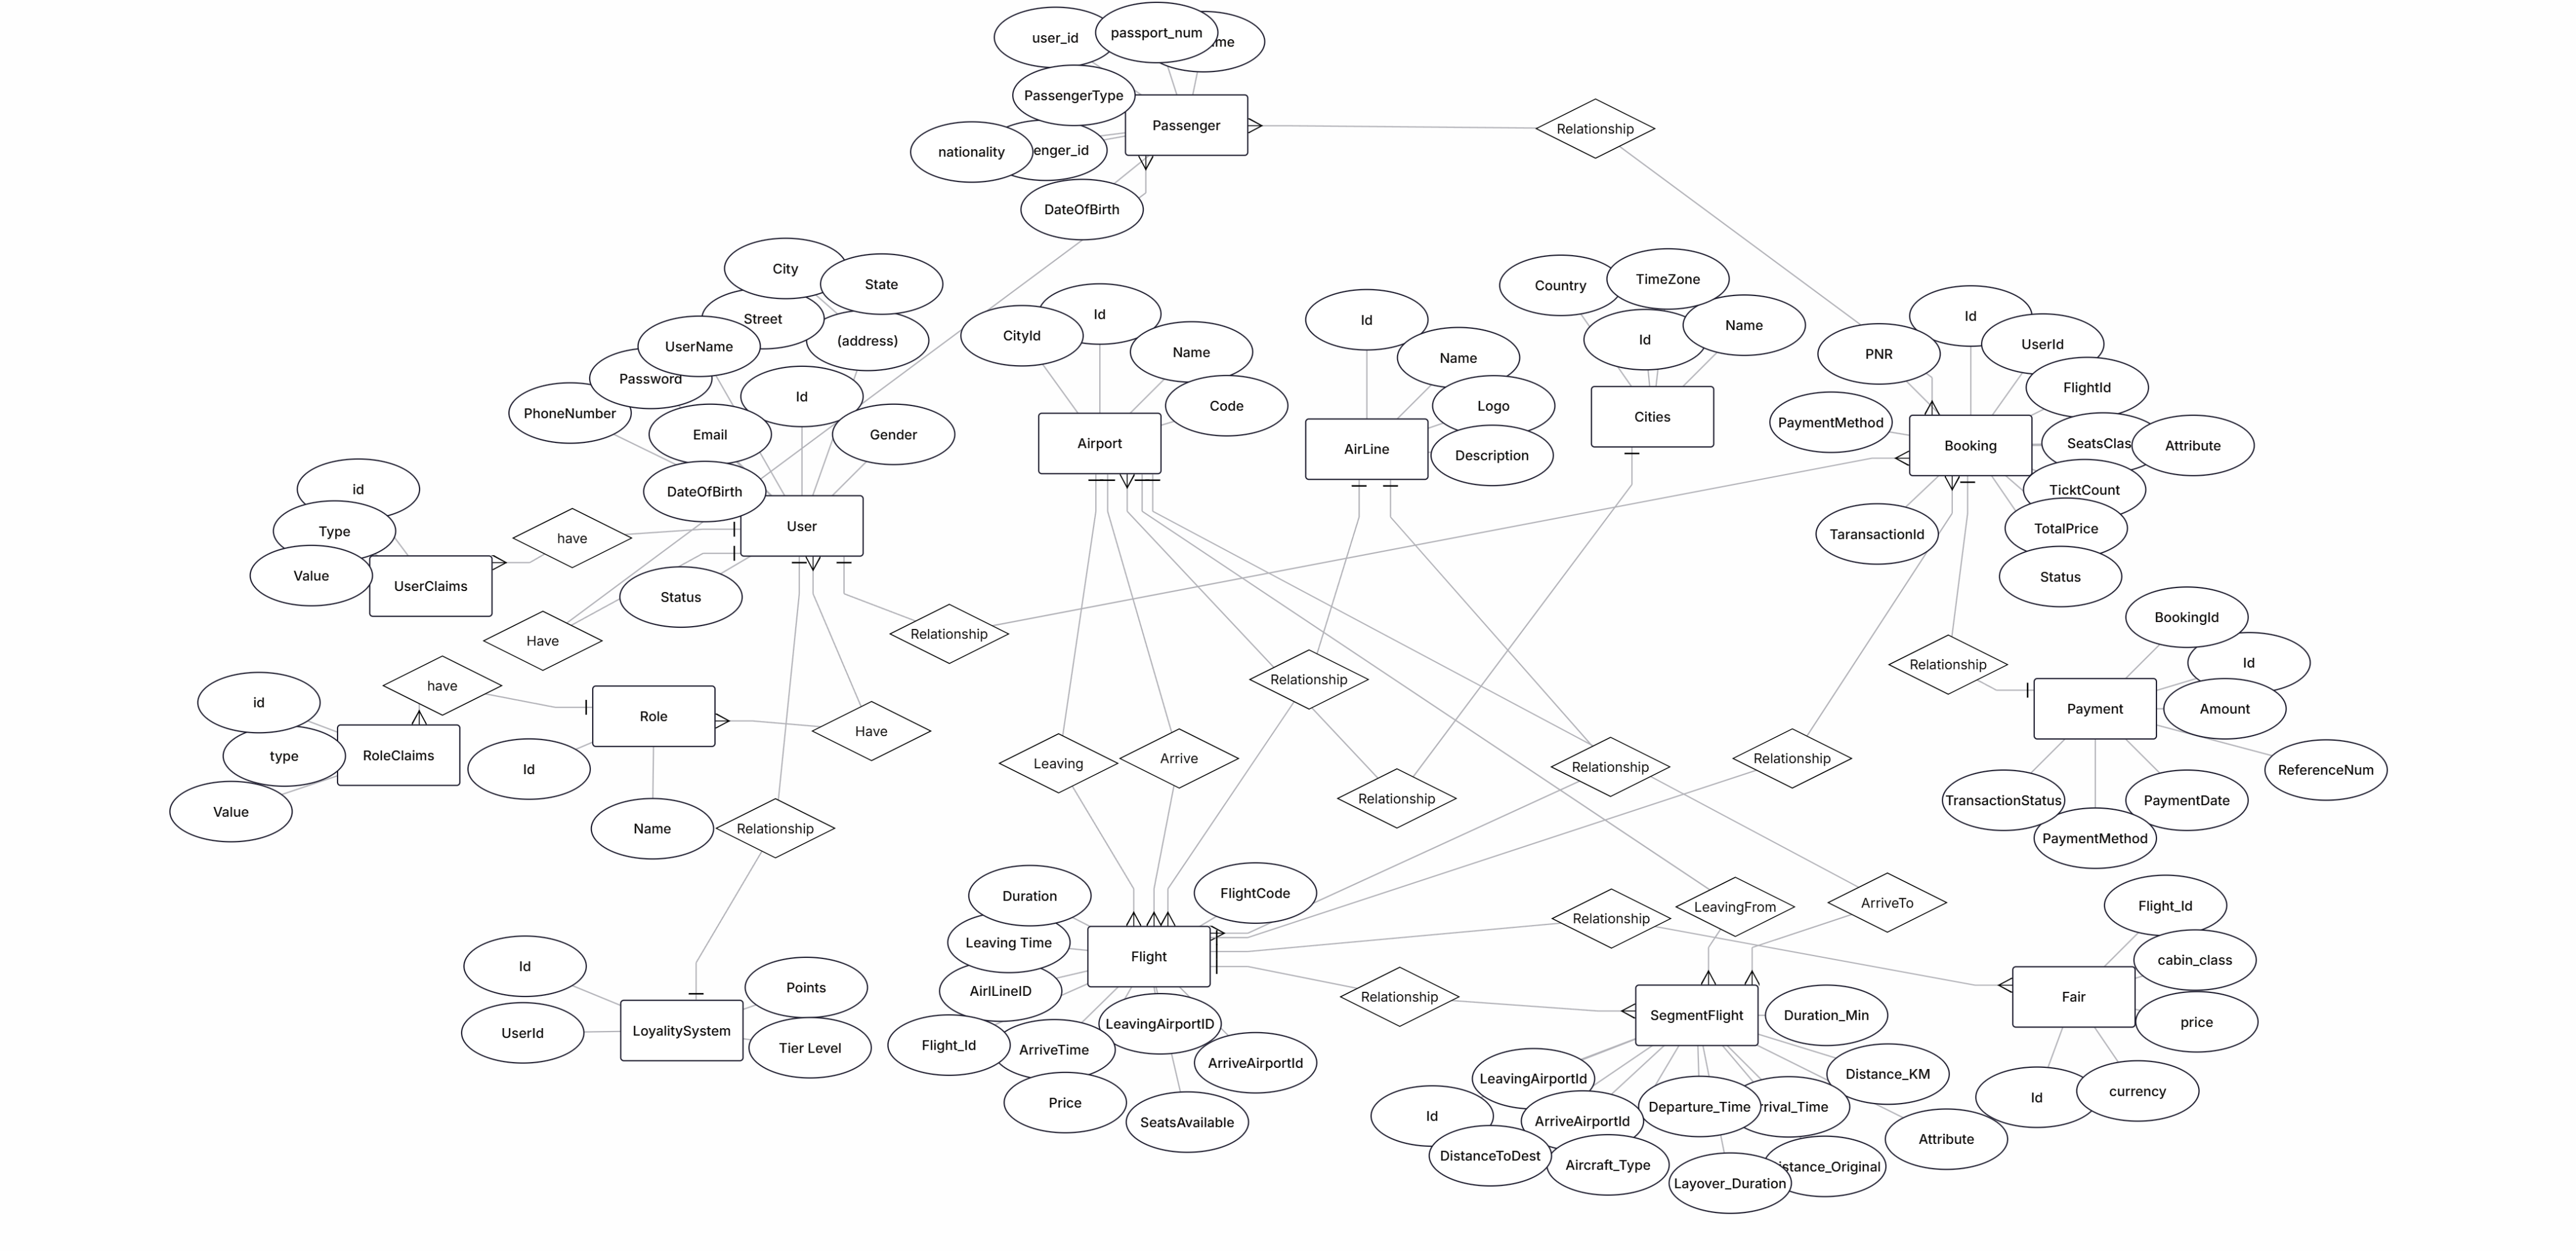 user_id
passport_num
PassengerType
Passenger
nationality
enger_id
DateOfBirth
Relationship
City
State
Street
(address)
UserName
Password
PhoneNumber
Id
Email
Gender
DateOfBirth
User
Status
id
Type
Value
UserClaims
have
Have
CityId
Id
Name
Code
Airport
Id
Name
Logo
Description
AirLine
Country
TimeZone
Id
Name
Cities
Id
PNR
UserId
FlightId
PaymentMethod
Booking
SeatsClas
Attribute
TicktCount
TaransactionId
TotalPrice
Status
Relationship
Relationship
Relationship
BookingId
Id
Payment
Amount
ReferenceNum
TransactionStatus
PaymentDate
PaymentMethod
have
id
type
Value
RoleClaims
Role
Id
Name
Have
Relationship
Leaving
Arrive
Relationship
Relationship
Relationship
Duration
FlightCode
Leaving Time
Flight
AirlLineID
LeavingAirportID
Flight_Id
ArriveTime
ArriveAirportId
Price
SeatsAvailable
Id
Points
UserId
LoyalitySystem
Tier Level
Relationship
LeavingFrom
ArriveTo
Relationship
SegmentFlight
Duration_Min
LeavingAirportId
Distance_KM
Id
ArriveAirportId
Departure_Time
rival_Time
Attribute
DistanceToDest
Aircraft_Type
istance_Original
Layover_Duration
Flight_Id
cabin_class
Fair
price
Id
currency